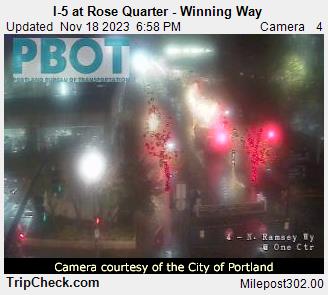 I-5 at Rose Quarter - Winning Way
Updated Nov 18 2023 6:58 PM Camera 4
PBOT
PORTLAND BUREAU OF TRANSPORTATION
4 - N. Ramsey Wy
@ One Ctr
Camera courtesy of the City of Portland
TripCheck.com Milepost302.00